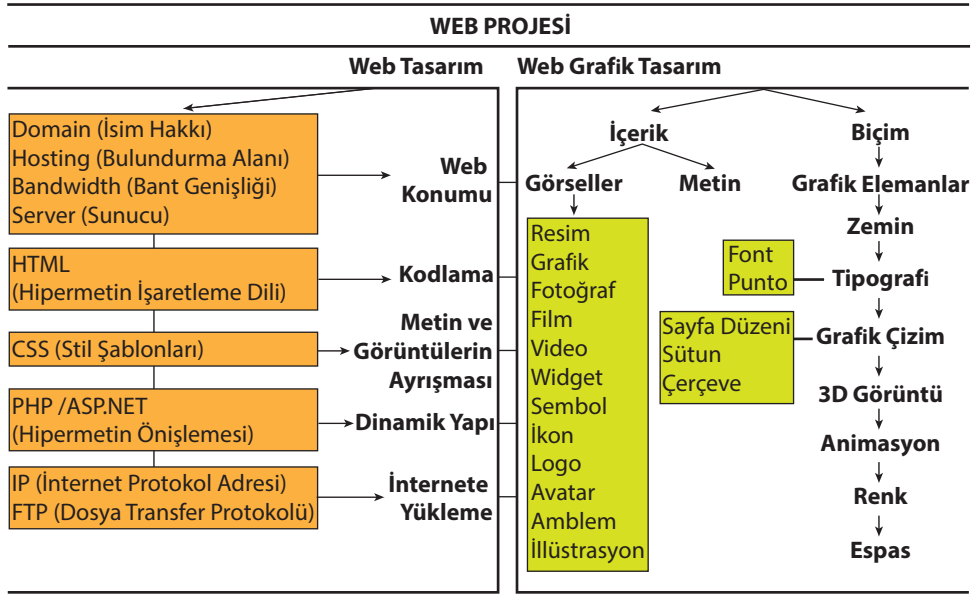 WEB PROJESİ
Web Tasarım
Domain (İsim Hakkı)
Hosting (Bulundurma Alanı)
Bandwidth (Bant Genişliği)
Server (Sunucu)
Web
Konumu
HTML
(Hipermetin İşaretleme Dili)
Kodlama
CSS (Stil Şablonları)
Metin ve
Görüntülerin
Ayrışması
PHP /ASP.NET
(Hipermetin Önişlemesi)
Dinamik Yapı
IP (İnternet Protokol Adresi)
FTP (Dosya Transfer Protokolü)
İnternete
Yükleme
Web Grafik Tasarım
İçerik
Görseller
Metin
Resim
Grafik
Fotoğraf
Film
Video
Widget
Sembol
İkon
Logo
Avatar
Amblem
İllüstrasyon
Biçim
Grafik Elemanlar
Zemin
Font
Punto
Tipografi
Sayfa Düzeni
Sütun
Çerçeve
Grafik Çizim
3D Görüntü
Animasyon
Renk
Espas